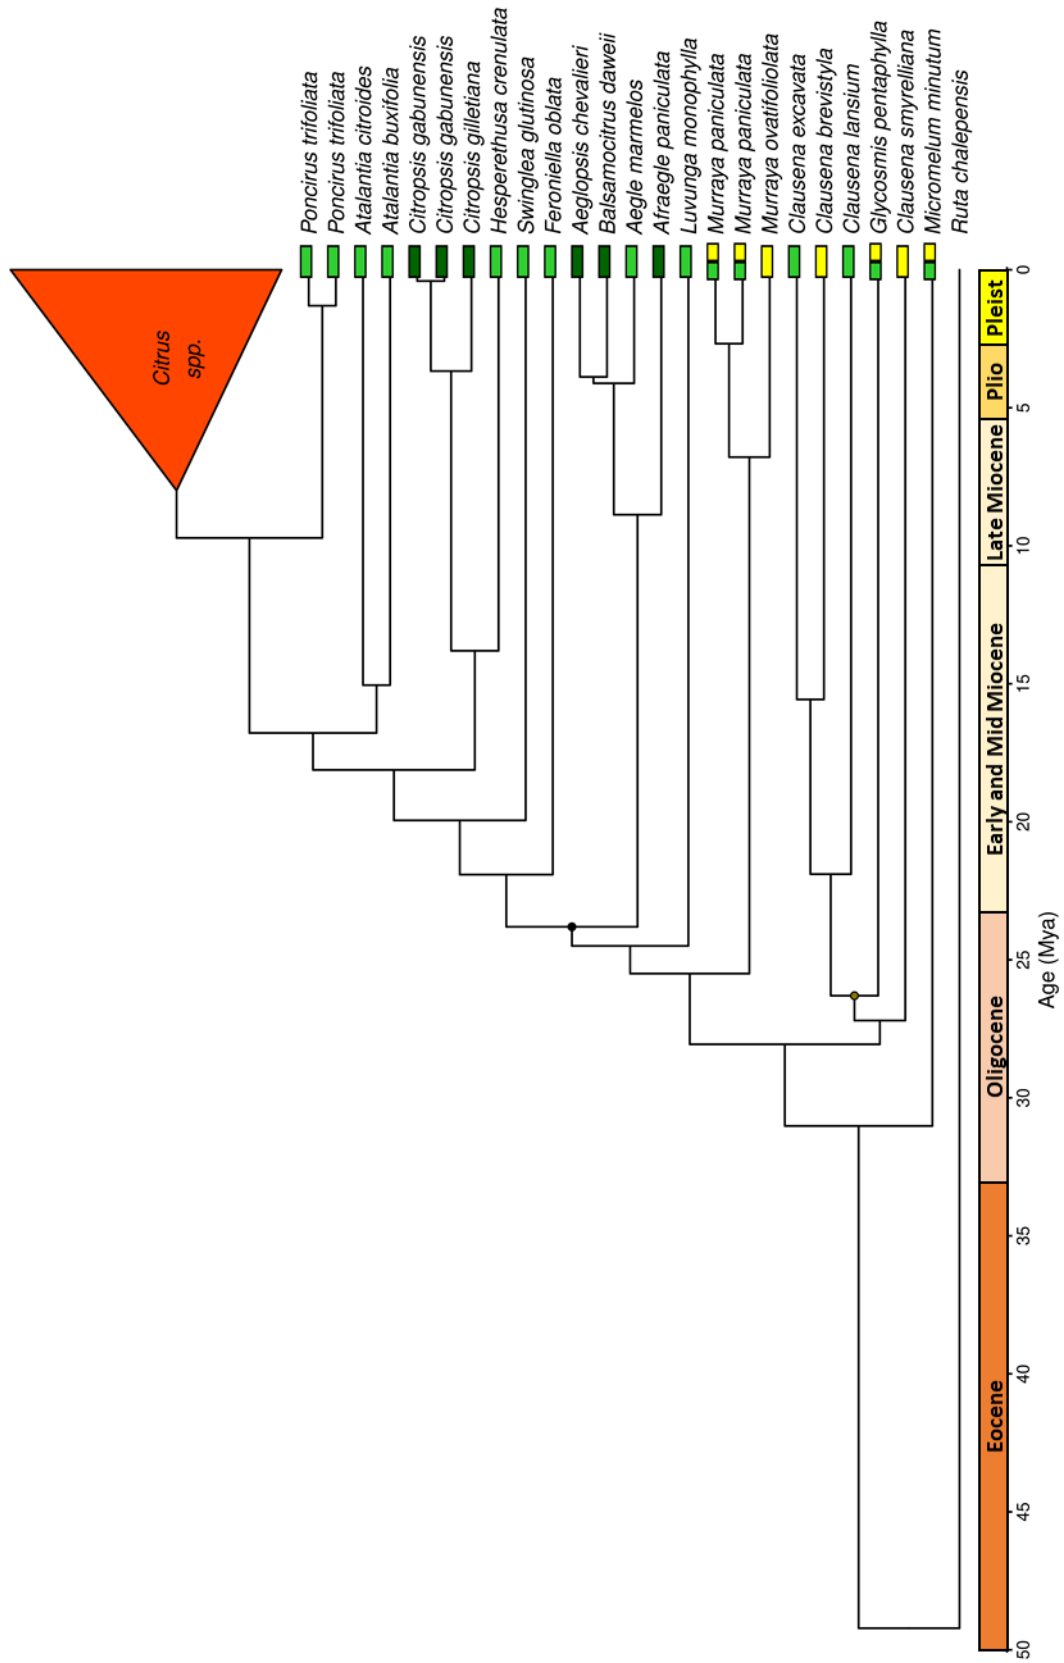 Citrus
spp.
Poncirus trifoliata
Poncirus trifoliata
Atalantia citroides
Atalantia buxifolia
Citropsis gabunensis
Citropsis gabunensis
Citropsis gilletiana
Hesperethusa crenulata
Swinglea glutinosa
Feroniella oblata
Aeglopsis chevalieri
Balsamocitrus daweii
Aegle marmelos
Afraegle paniculata
Luvunga monophylla
Murraya paniculata
Murraya paniculata
Murraya ovatifoliolata
Clausena excavata
Clausena brevistyla
Clausena lansium
Glycosmis pentaphylla
Clausena smyrelliana
Micromelum minutum
Ruta chalepensis
Eocene
Oligocene
Early and Mid Miocene
Late Miocene
Plio
Pleist
50
45
40
35
30
25
20
15
10
5
0
Age (Mya)